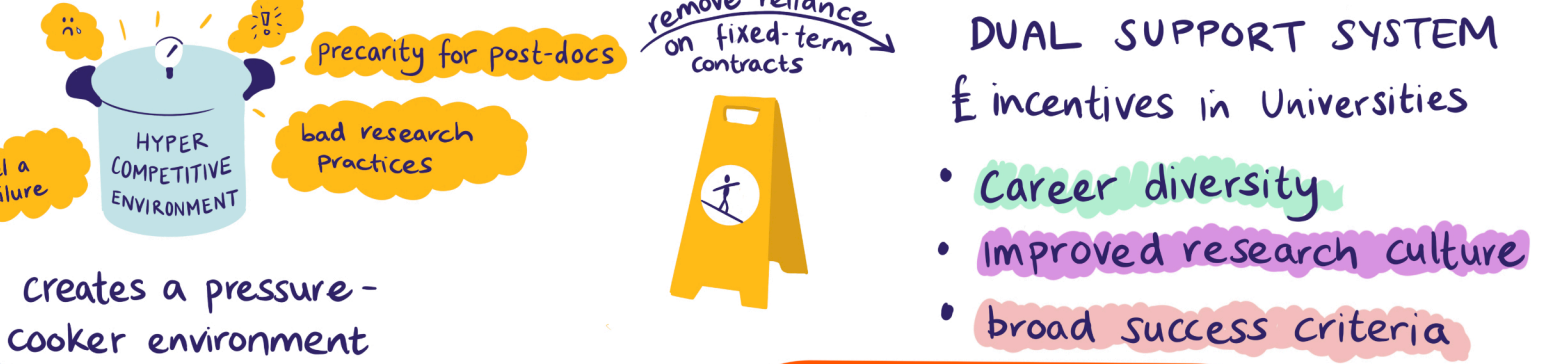 Precarity for post-docs
bad research
Practices
HYPER
COMPETITIVE
ENVIRONMENT
a
creates a pressure-
cooker environment
remove reliance
on fixed-term
contracts
DUAL SUPPORT SYSTEM
£ incentives in Universities
• Career diversity
• improved research culture
• broad success criteria